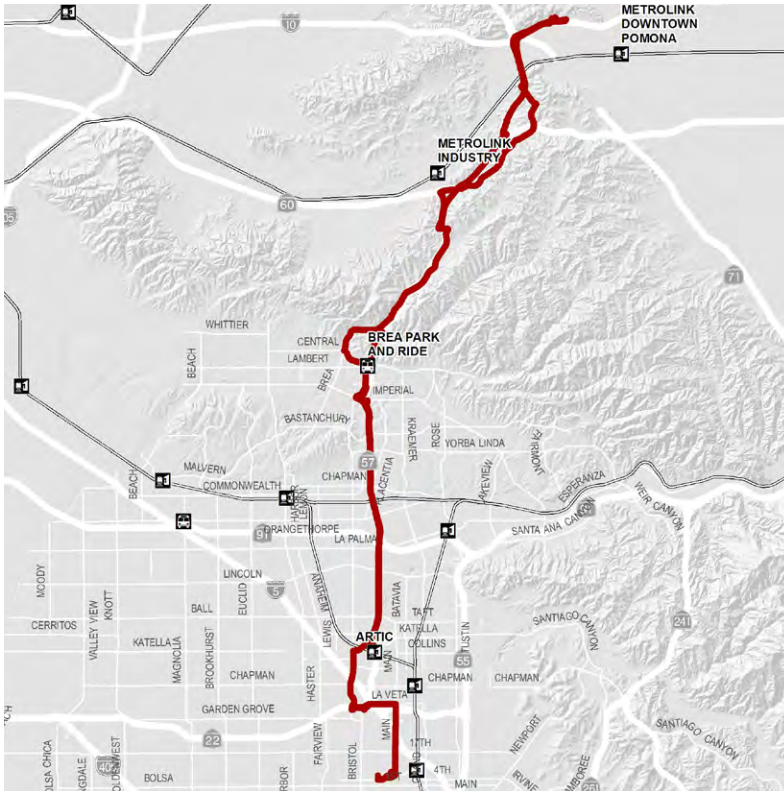 METROLINK
DOWNTOWN
POMONA
10
METROLINK
INDUSTRY
60
71
WHITTIER
CENTRAL
LAMBERT
BREA PARK
AND RIDE
BEACH
BREA
IMPERIAL
BASTANCHURY
KRAEMER
ROSE
YORBA LINDA
FAIRMONT
57
CHAPMAN
PLACENTIA
MALVERN
COMMONWEALTH
BEACH
HARBOR
LEMON
LAKEVIEW
ESPERANZA
WEIR CANYON
SANTA ANA CANYON
ORANGETHORPE
91
LA PALMA
MOODY
VALLEY VIEW
KNOTT
LINCOLN
EUCLID
5
ANAHEIM
BALL
BATAVIA
TAFT
CERRITOS
KATELLA
MAGNOLIA
BROOKHURST
LEWIS
KATELLA
COLLINS
TUSTIN
55
SANTIAGO CANYON
241
ARTIC
MAIN
CHAPMAN
HASTER
CHAPMAN
CHAPMAN
LA VETA
GARDEN GROVE
22
FAIRVIEW
BRISTOL
MAIN
17TH
4TH
MAIN
NEWPORT
SANTIAGO CANYON
BOLSA